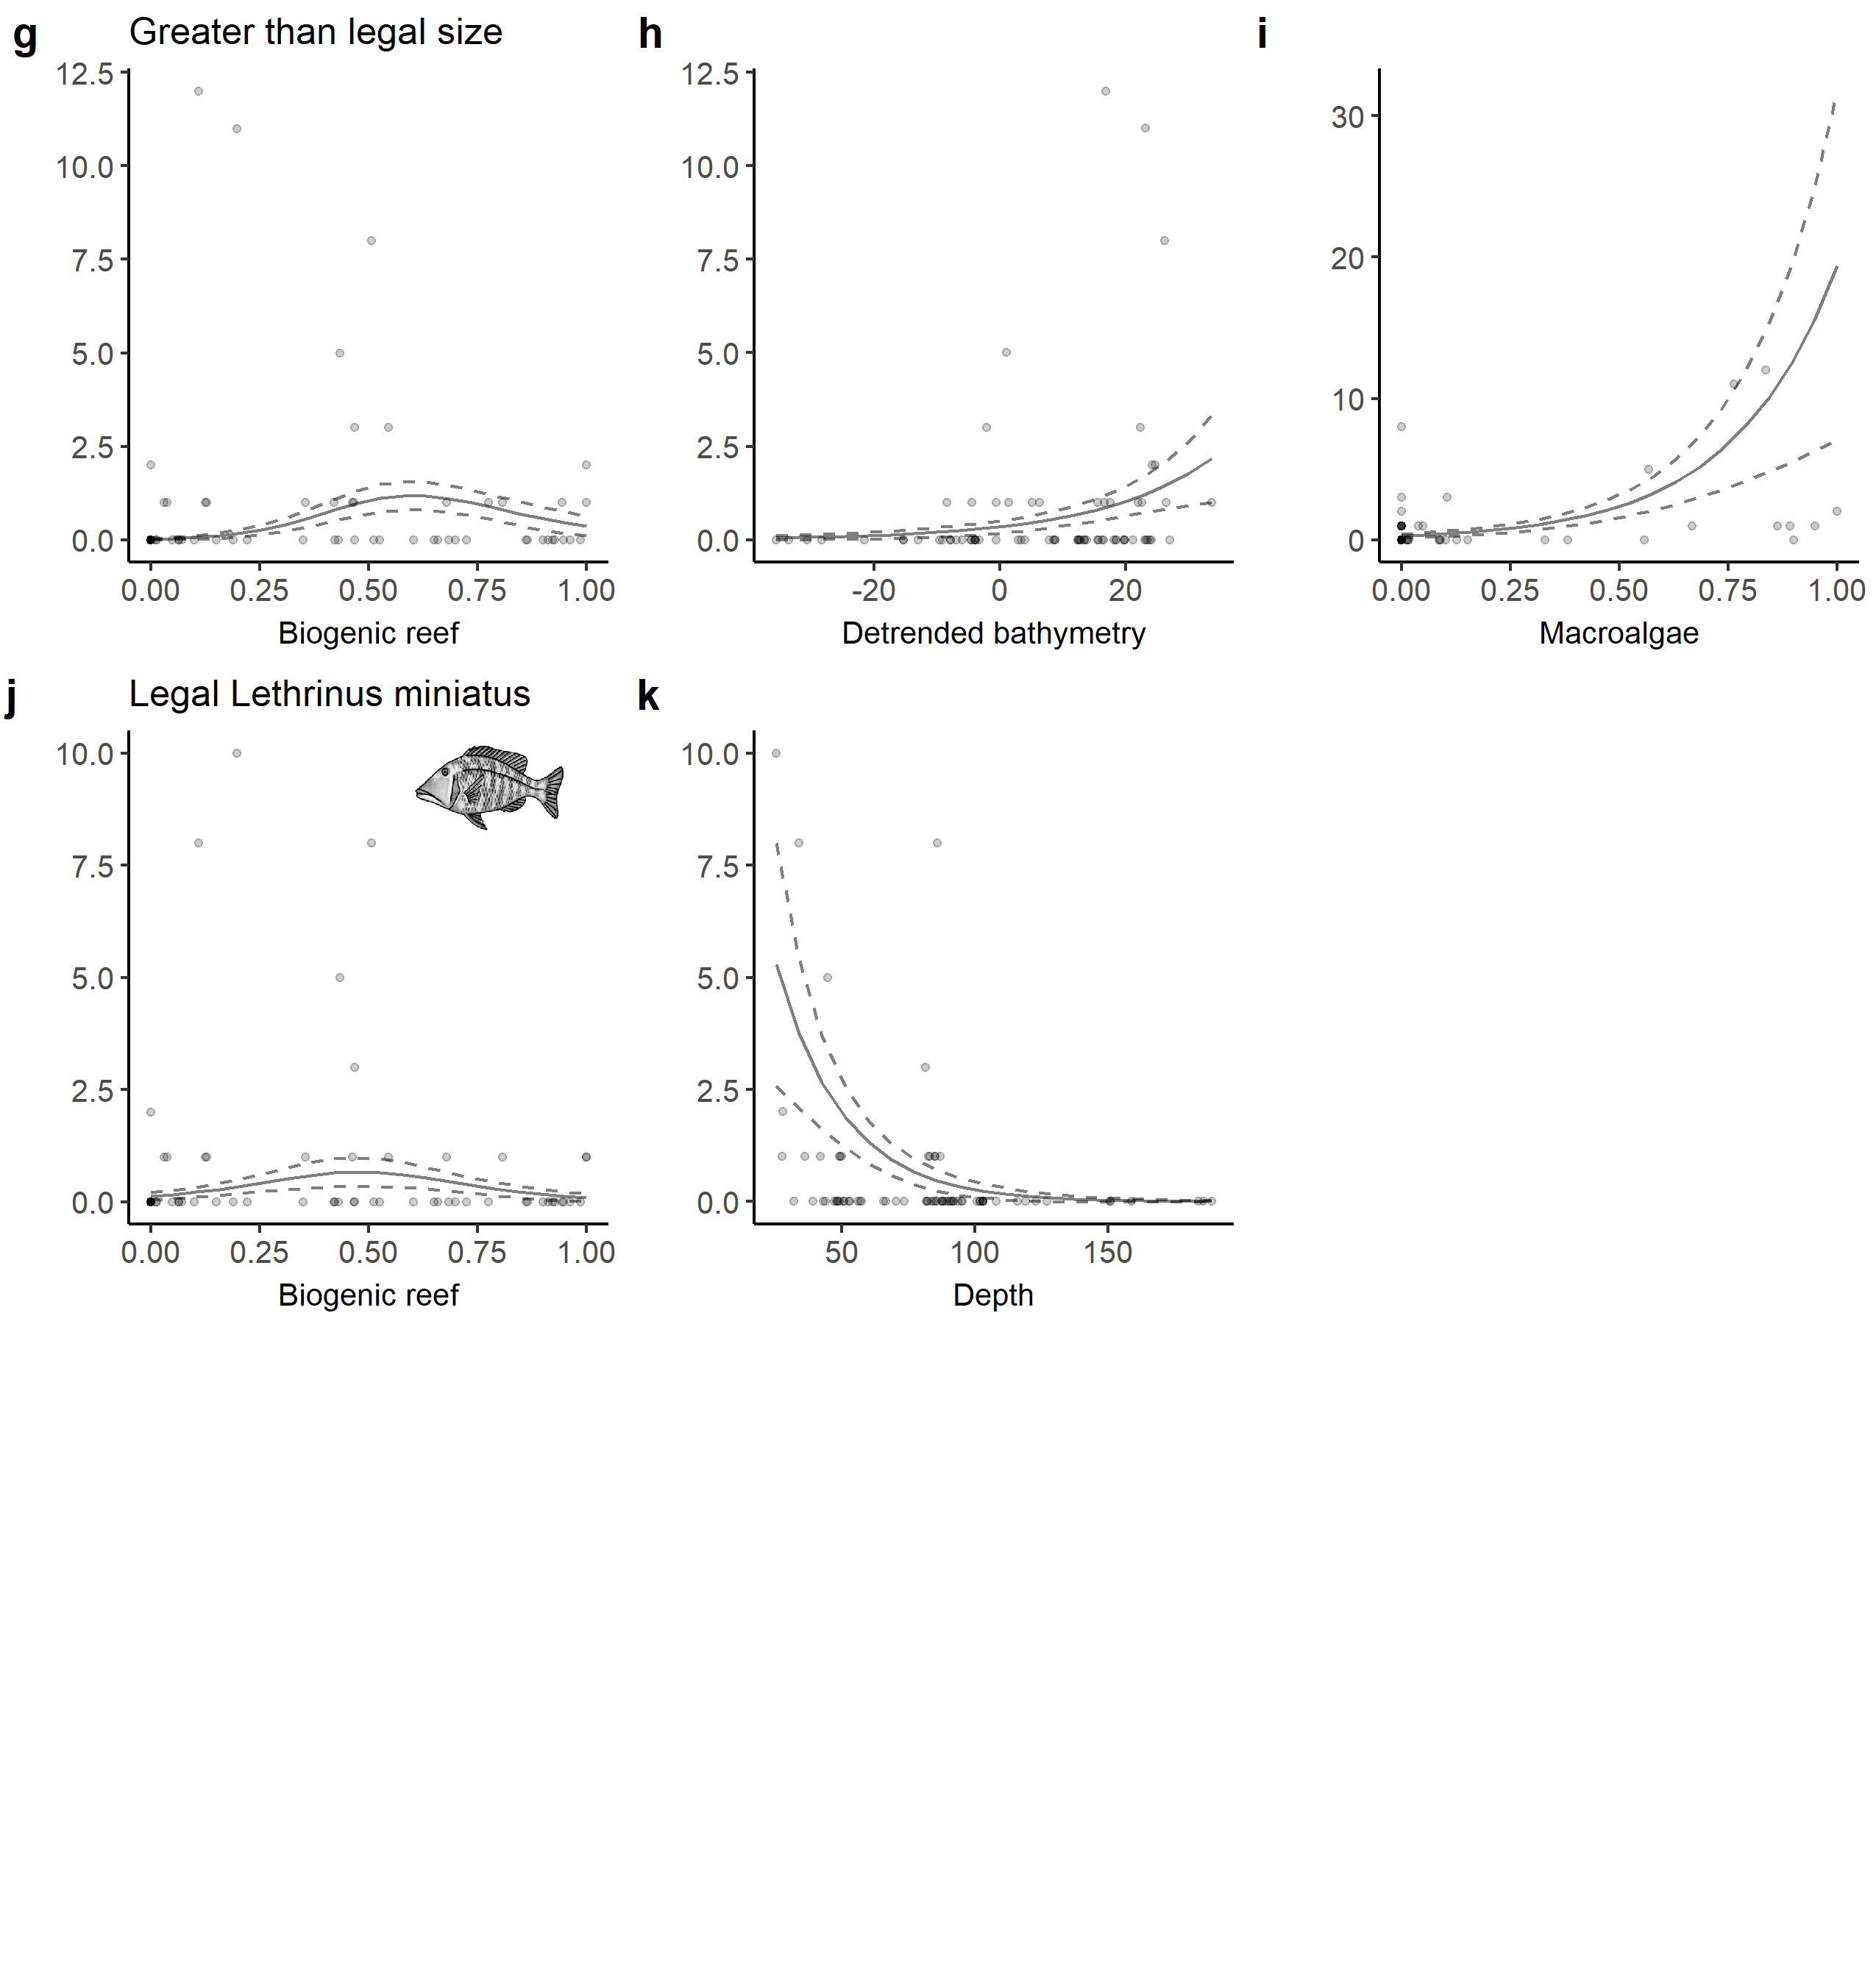 g Greater than legal size h i
12.5 12.5
10.0 10.0 30
7.5 7.5 20
5.0 5.0
2.5 2.5 10
0.0 0.0 0
0.00 0.25 0.50 0.75 1.00 -20 0 20 0.00 0.25 0.50 0.75 1.00
Biogenic reef Detrended bathymetry Macroalgae
j Legal Lethrinus miniatus k
10.0 10.0
7.5 7.5
5.0 5.0
2.5 2.5
0.0 0.0
0.00 0.25 0.50 0.75 1.00 50 100 150
Biogenic reef Depth